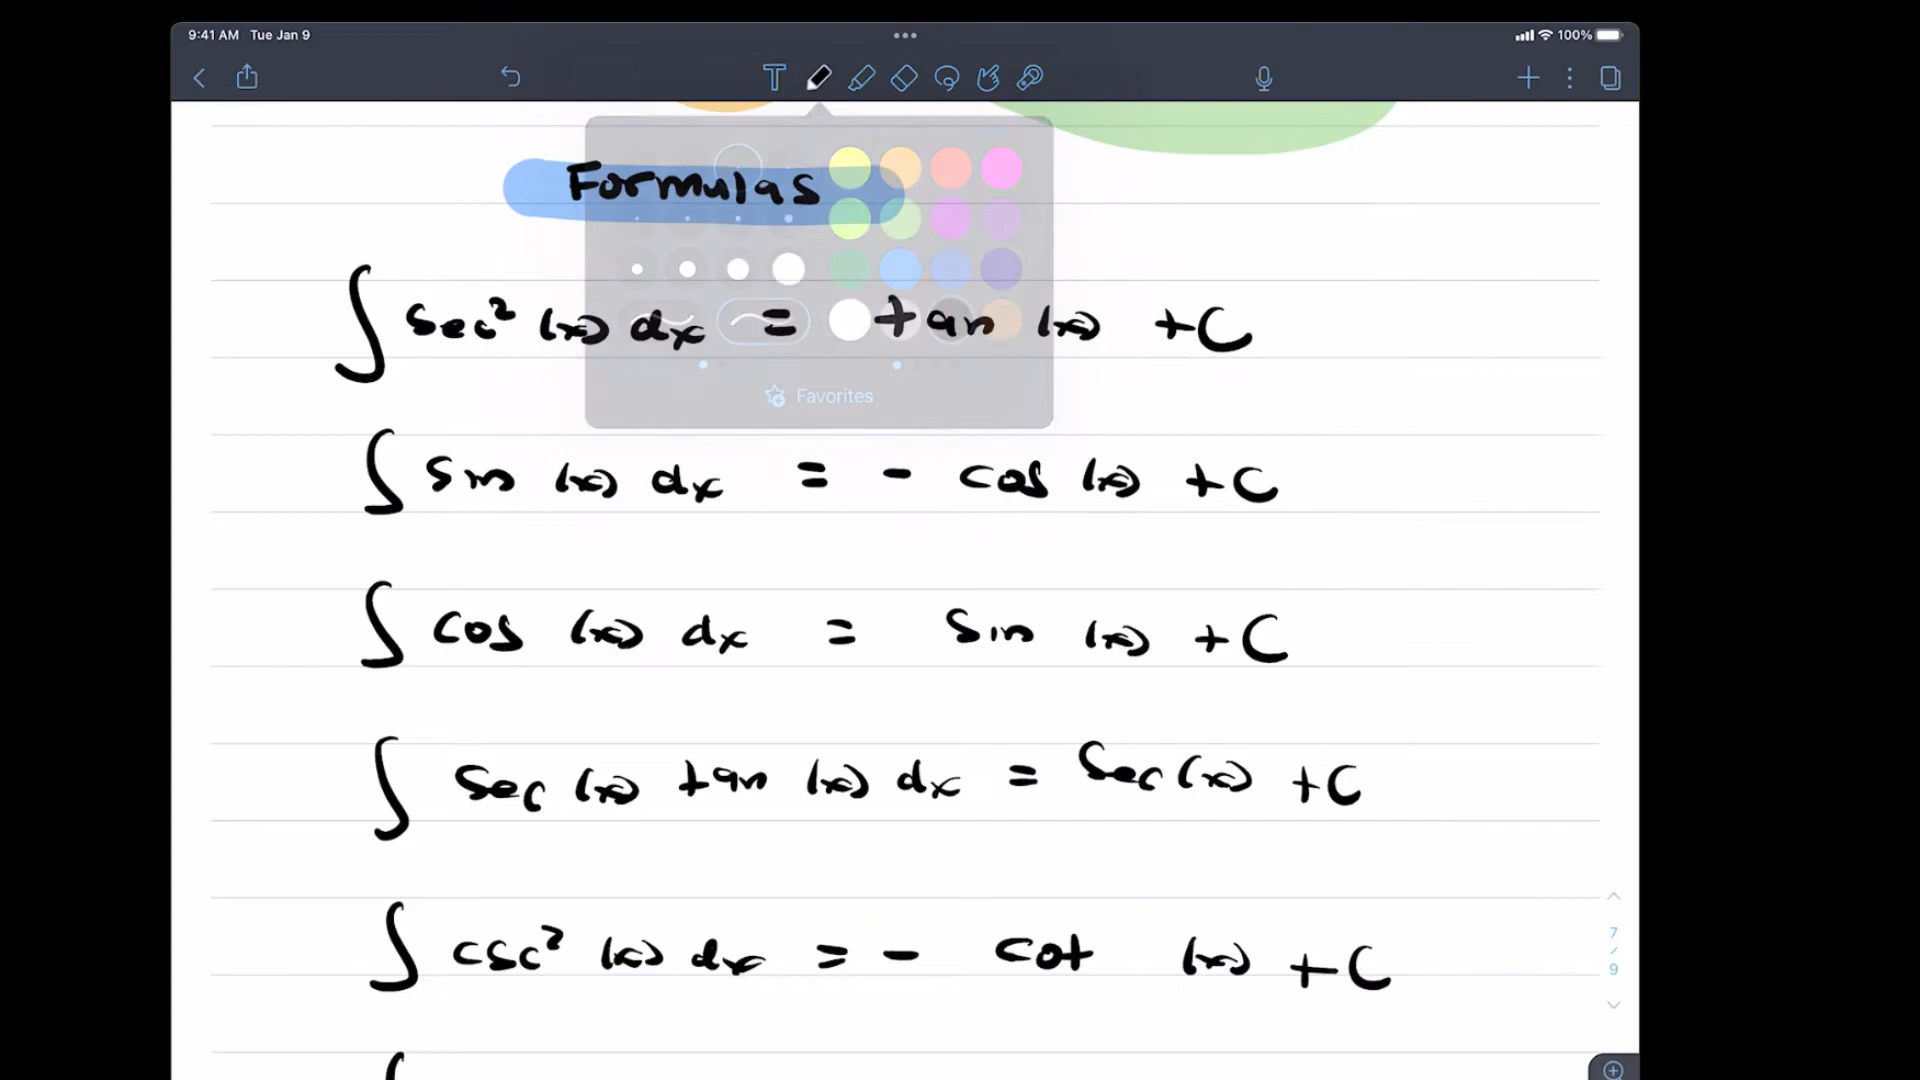 9:41 AM Tue Jan 9 100%
Formulas
∫ sec² (x) dx = tan (x) + C
Favorites
∫ sin (x) dx = - cos (x) + C
∫ cos (x) dx = sin (x) + C
∫ sec (x) tan (x) dx = sec (x) + C
∫ csc² (x) dx = - cot (x) + C
7
/
9